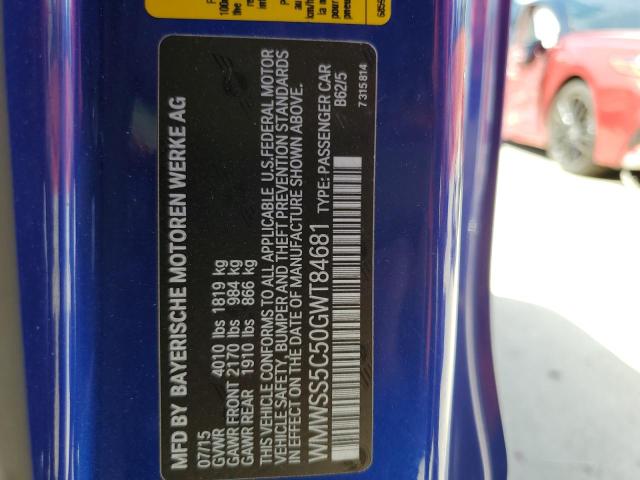 MFD BY BAYERISCHE MOTOREN WERKE AG
07/15
GVWR 4010 lbs 1819 kg
GAWR FRONT 2170 lbs 984 kg
GAWR REAR 1910 lbs 866 kg
THIS VEHICLE CONFORMS TO ALL APPLICABLE U.S.FEDERAL MOTOR
VEHICLE SAFETY, BUMPER AND THEFT PREVENTION STANDARDS
IN EFFECT ON THE DATE OF MANUFACTURE SHOWN ABOVE.
WMWSS5C50GWT84681 TYPE: PASSENGER CAR
B62/5
7 315 814